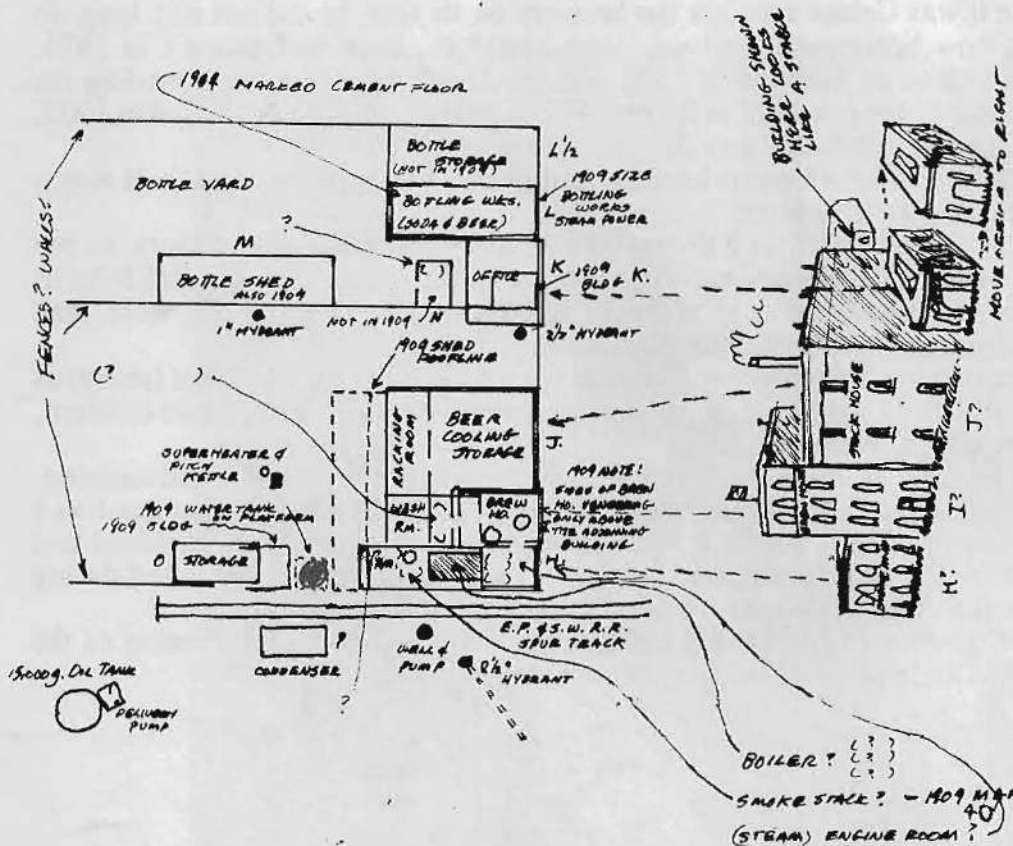 1904 MARKED CEMENT FLOOR
BUILDING SHOWN
HERE LOOKS
LIKE A STABLE
MOVE THESE TO RIGHT
FENCES? WALLS?
BOTTLE YARD
BOTTLE
STORAGE
(NOT IN 1909)
BOTTLING WKS.
(SODA & BEER)
L 1/2
1909 SIZE
L BOTTLING
WORKS
STEAM POWER
?
M
BOTTLE SHED
ALSO 1909
( )
OFFICE
K
1909
BLDG K.
1" HYDRANT
NOT IN 1909
N
2 1/2" HYDRANT
1909 SHED
ROOFLINE
(? )
RACKING
ROOM
BEER
COOLING
STORAGE
J.
STOCK HOUSE
J?
SUPERHEATER &
PITCH
KETTLE
1909 WATER TANK
ON PLATFORM
1909 BLDG
WASH
RM.
BREW
HO.
1909 NOTE!
SIDES OF BREW
HO. VENEERED
ONLY ABOVE
THE ADJOINING
BUILDING
I?
O
STORAGE
H.
H?
E.P. & S.W. R.R.
SPUR TRACK
CONDENSER
?
WELL &
PUMP
2 1/2"
HYDRANT
?
15,000 g. OIL TANK
DELIVERY
PUMP
BOILER? (?)
(?)
(?)
SMOKE STACK? - 1909 MAP
40
(STEAM) ENGINE ROOM?